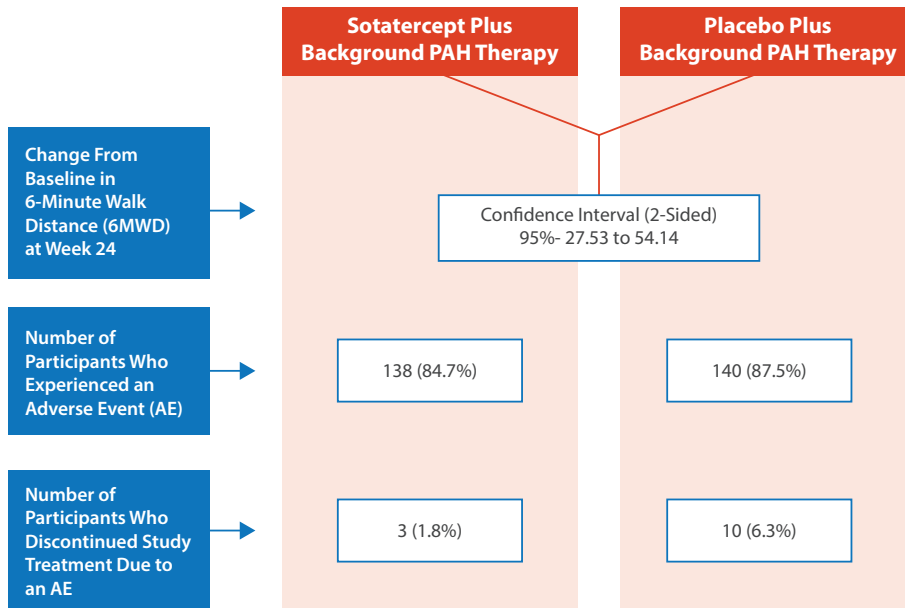 Sotatercept Plus
Background PAH Therapy
Placebo Plus
Background PAH Therapy
Change From
Baseline in
6-Minute Walk
Distance (6MWD)
at Week 24
Confidence Interval (2-Sided)
95%- 27.53 to 54.14
Number of
Participants Who
Experienced an
Adverse Event (AE)
138 (84.7%)
140 (87.5%)
Number of
Participants Who
Discontinued Study
Treatment Due to
an AE
3 (1.8%)
10 (6.3%)